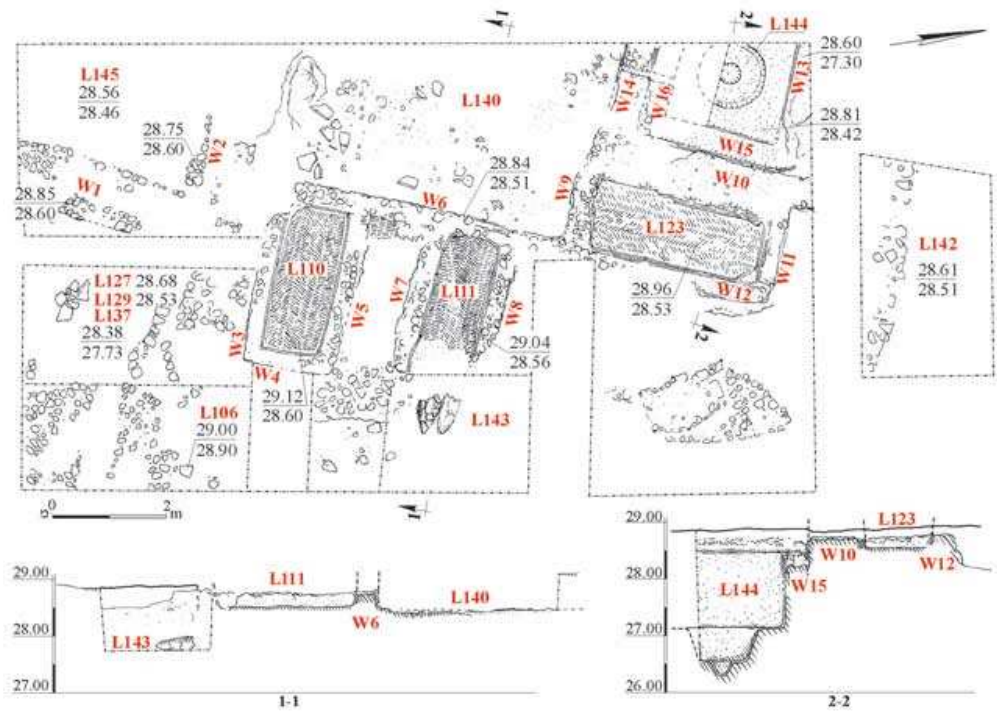 1
2
L144
L145
28.56
28.46
L140
28.60
27.30
W13
W14
W16
28.75
28.60
W2
28.81
28.42
W15
28.84
28.51
W10
W1
28.85
28.60
W6
W9
L123
L142
28.61
28.51
L110
L127
L129
L137
28.68
28.53
28.38
27.73
W5
W7
L111
W8
W11
W12
28.96
28.53
2
W3
W4
29.04
28.56
29.12
28.60
L106
29.00
28.90
L143
0 2
m
1
29.00
28.00
27.00
L111
L140
W6
L143
1-1
29.00
28.00
27.00
26.00
L123
W10
W12
W15
L144
2-2